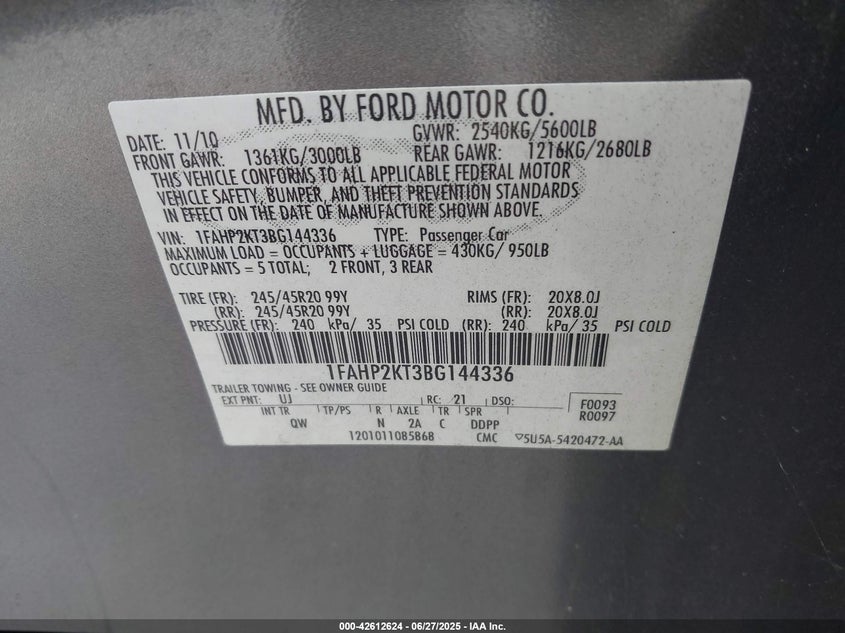 MFD. BY FORD MOTOR CO.
DATE: 11/10 GVWR: 2540KG/5600LB
FRONT GAWR: 1361KG/3000LB REAR GAWR: 1216KG/2680LB
THIS VEHICLE CONFORMS TO ALL APPLICABLE FEDERAL MOTOR
VEHICLE SAFETY, BUMPER, AND THEFT PREVENTION STANDARDS
IN EFFECT ON THE DATE OF MANUFACTURE SHOWN ABOVE.
VIN: 1FAHP2KT3BG144336 TYPE: Passenger Car
MAXIMUM LOAD = OCCUPANTS + LUGGAGE = 430KG/ 950LB
OCCUPANTS = 5 TOTAL; 2 FRONT, 3 REAR
TIRE (FR): 245/45R20 99Y RIMS (FR): 20X8.0J
(RR): 245/45R20 99Y (RR): 20X8.0J
PRESSURE (FR): 240 kPa/ 35 PSI COLD (RR): 240 kPa/ 35 PSI COLD
1FAHP2KT3BG144336
TRAILER TOWING - SEE OWNER GUIDE
EXT PNT: UJ RC: 21 DSO: F0093
INT TR TP/PS R AXLE TR SPR R0097
QW N 2A C DDPP
12010110858​6B CMC ▽5U5A-5420472-AA
000-42612624 | 06/27/2025 - IAA Inc.